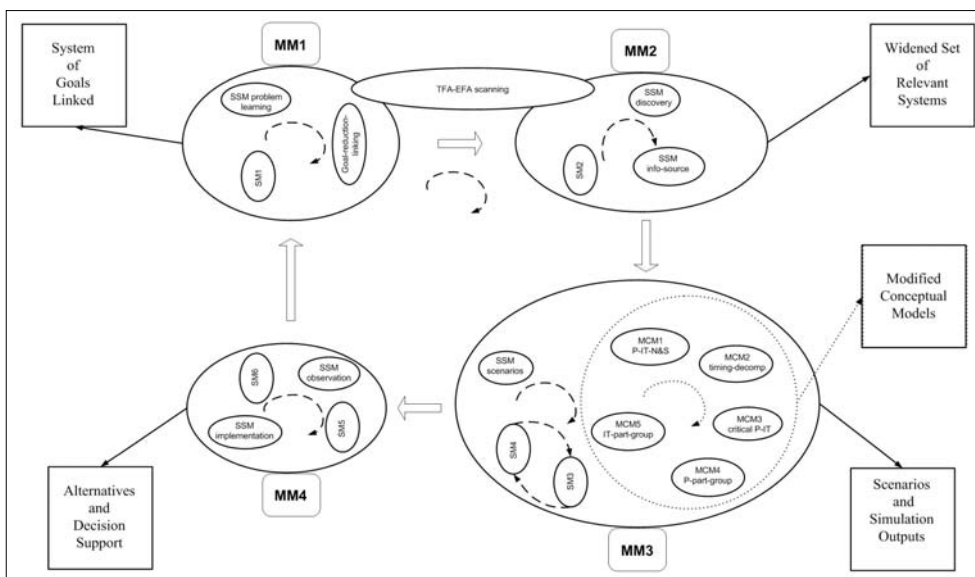 System
of
Goals
Linked
MM1
SSM problem
learning
Goal-reduction-
linking
SM1
TFA-EFA scanning
MM2
SSM
discovery
SM2
SSM
info-source
Widened Set
of
Relevant
Systems
Modified
Conceptual
Models
SM6
SSM
observation
SSM
implementation
SM5
MM4
SSM
scenarios
SM4
SM3
MCM1
P-IT-N&S
MCM2
timing-decomp
MCM5
IT-part-group
MCM3
critical P-IT
MCM4
P-part-group
MM3
Alternatives
and
Decision
Support
Scenarios
and
Simulation
Outputs